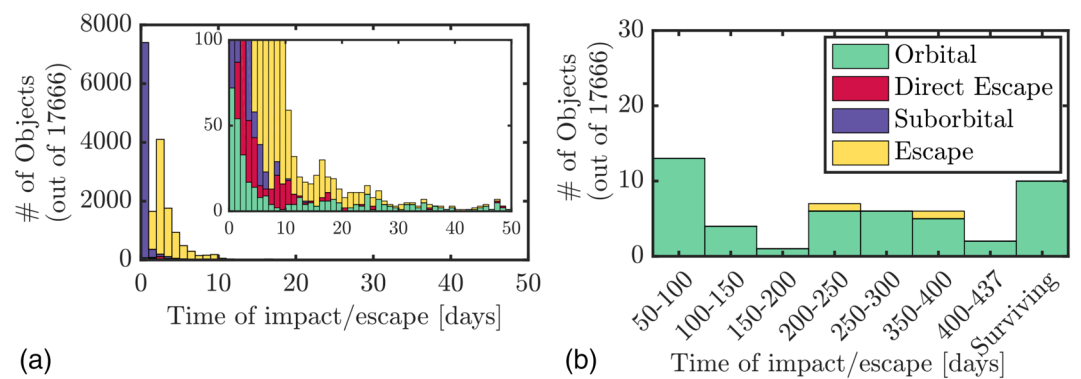 8000
6000
4000
2000
0
# of Objects
(out of 17666)
100
50
0
0 10 20 30 40 50
0 10 20 30 40 50
Time of impact/escape [days]
(a)
30
20
10
0
# of Objects
(out of 17666)
Orbital
Direct Escape
Suborbital
Escape
50-100
100-150
150-200
200-250
250-300
350-400
400-437
Surviving
Time of impact/escape [days]
(b)